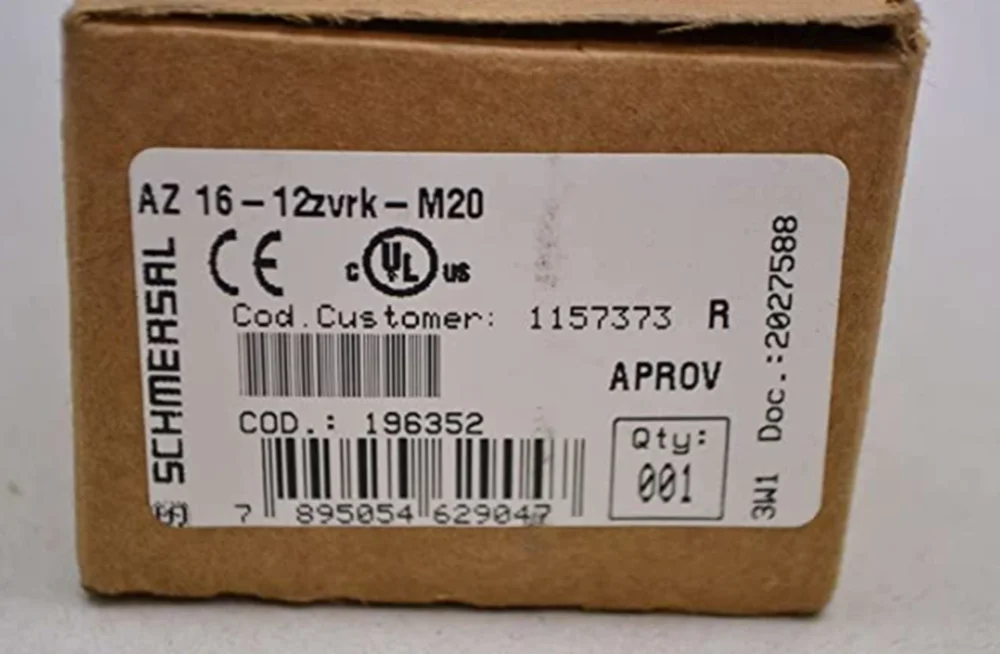 AZ 16-12zvrk-M20
SCHMERSAL
CE
c UL us
Cod.Customer: 1157373 R
APROV
COD.: 196352
Qty:
001
7 895054 629047
3W1 Doc.:2027588